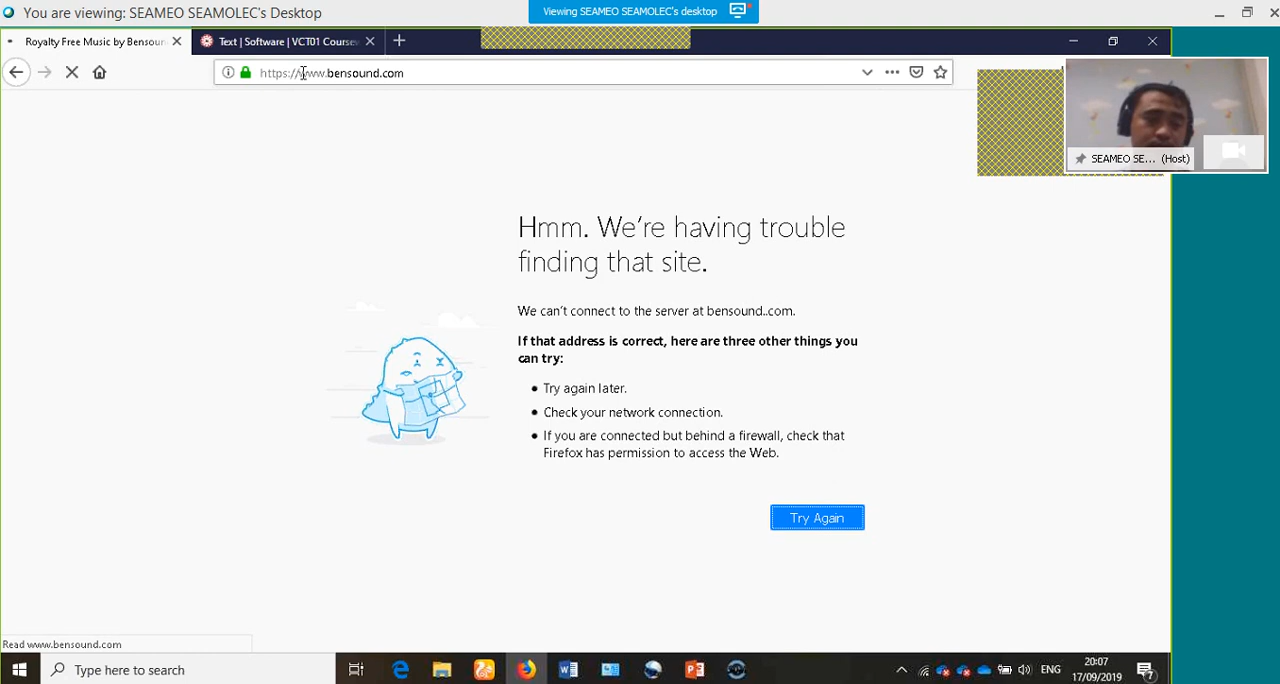 You are viewing: SEAMEO SEAMOLEC's Desktop
Viewing SEAMEO SEAMOLEC's desktop
Royalty Free Music by Bensoun
Text | Software | VCT01 Coursew
https://www.bensound.com
SEAMEO SE... (Host)
Hmm. We're having trouble
finding that site.
We can't connect to the server at bensound..com.
If that address is correct, here are three other things you
can try:
Try again later.
Check your network connection.
If you are connected but behind a firewall, check that
Firefox has permission to access the Web.
Try Again
Read www.bensound.com
Type here to search
ENG
20:07
17/09/2019
7